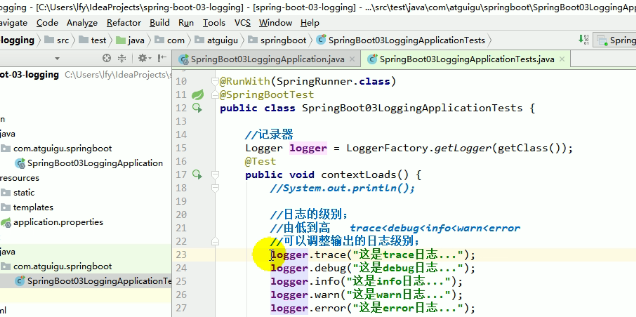 logging - [C:\Users\lfy\IdeaProjects\spring-boot-03-logging] - [spring-boot-03-logging] - ...\src\test\java\com\atguigu\springboot\SpringBoot03LoggingApplicationTests.java
Navigate Code Analyze Refactor Build Run Tools VCS Window Help
-logging src test java com atguigu springboot SpringBoot03LoggingApplicationTests
SpringBoot03LoggingApplication.java × SpringBoot03LoggingApplicationTests.java ×
ot-03-logging C:\Users\lfy\IdeaProjects\s
java
com.atguigu.springboot
SpringBoot03LoggingApplication
resources
static
templates
application.properties
java
com.atguigu.springboot
SpringBoot03LoggingApplicationTests
ml
10 @RunWith(SpringRunner.class)
11 @SpringBootTest
12 public class SpringBoot03LoggingApplicationTests {
13
14 //记录器
15 Logger logger = LoggerFactory.getLogger(getClass());
16 @Test
17 public void contextLoads() {
18 //System.out.println();
19
20 //日志的级别;
21 //由低到高 trace<debug<info<warn<error
22 //可以调整输出的日志级别;
23 logger.trace("这是trace日志...");
24 logger.debug("这是debug日志...");
25 logger.info("这是info日志...");
26 logger.warn("这是warn日志...");
27 logger.error("这是error日志...");